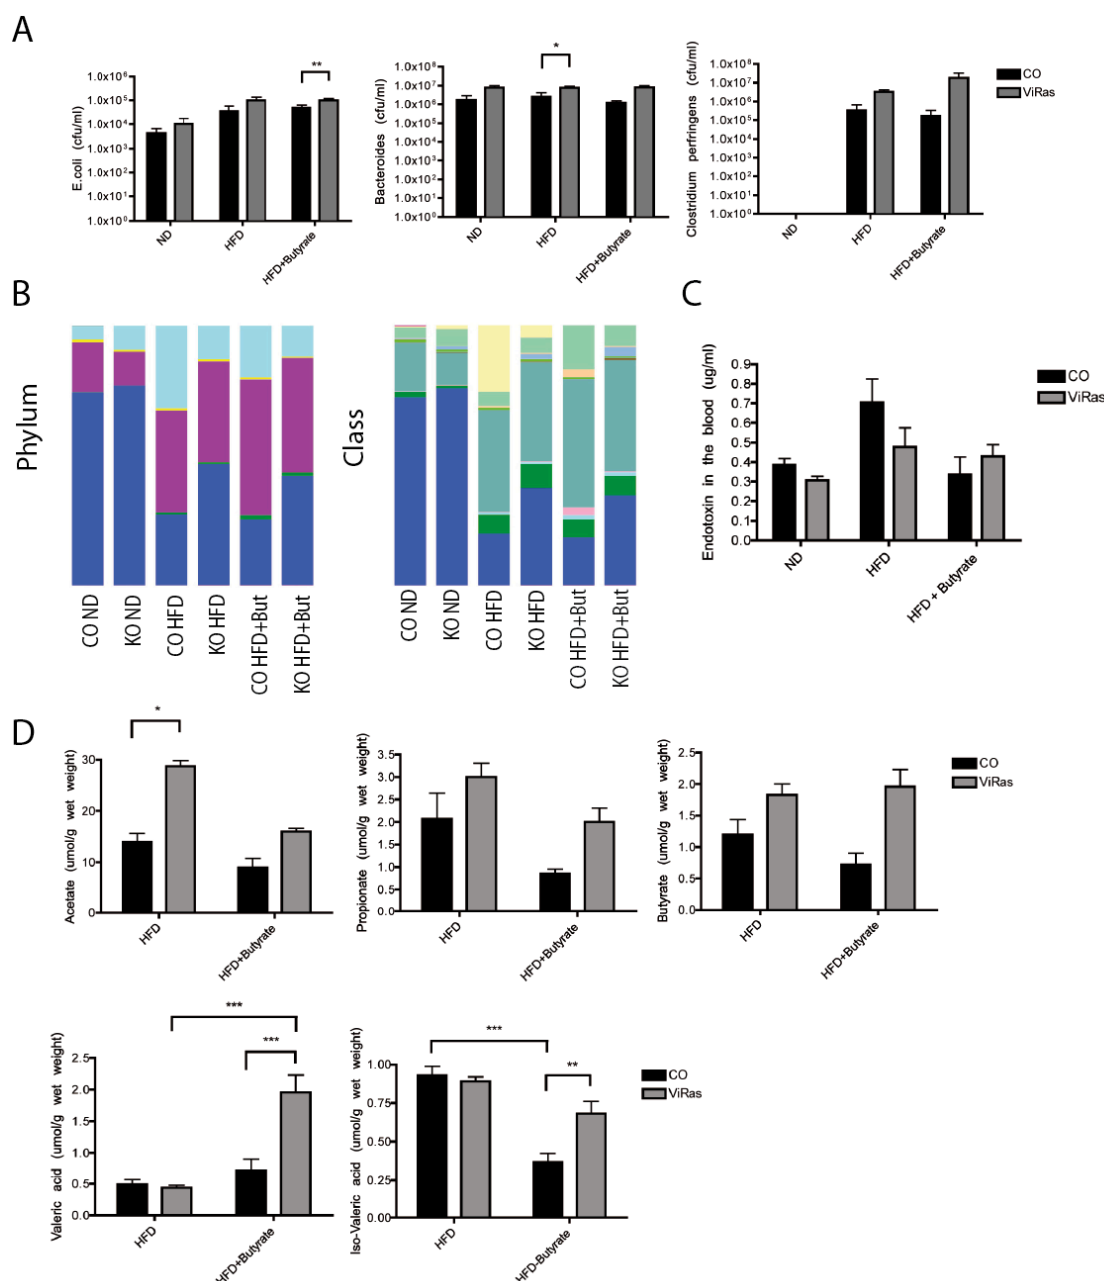 A
E.coli (cfu/ml)
1.0x10⁶
1.0x10⁵
1.0x10⁴
1.0x10³
1.0x10²
1.0x10¹
1.0x10⁰
**
ND
HFD
HFD+Butyrate
Bacteroides (cfu/ml)
1.0x10⁸
1.0x10⁷
1.0x10⁶
1.0x10⁵
1.0x10⁴
1.0x10³
1.0x10²
1.0x10¹
1.0x10⁰
*
ND
HFD
HFD+Butyrate
Clostridium perfringens (cfu/ml)
1.0x10⁸
1.0x10⁷
1.0x10⁶
1.0x10⁵
1.0x10⁴
1.0x10³
1.0x10²
1.0x10¹
1.0x10⁰
ND
HFD
HFD+Butyrate
CO
ViRas
B
Phylum
CO ND
KO ND
CO HFD
KO HFD
CO HFD+But
KO HFD+But
Class
CO ND
KO ND
CO HFD
KO HFD
CO HFD+But
KO HFD+But
C
Endotoxin in the blood (ug/ml)
0.9
0.8
0.7
0.6
0.5
0.4
0.3
0.2
0.1
0.0
ND
HFD
HFD + Butyrate
CO
ViRas
D
Acetate (umol/g wet weight)
30
20
10
0
*
HFD
HFD+Butyrate
Propionate (umol/g wet weight)
3.5
3.0
2.5
2.0
1.5
1.0
0.5
0.0
HFD
HFD+Butyrate
Butyrate (umol/g wet weight)
2.5
2.0
1.5
1.0
0.5
0.0
HFD
HFD+Butyrate
CO
ViRas
Valeric acid (umol/g wet weight)
2.5
2.0
1.5
1.0
0.5
0.0
***
***
HFD
HFD+Butyrate
Iso-Valeric acid (umol/g wet weight)
1.00
0.75
0.50
0.25
0.00
***
**
HFD
HFD-Butyrate
CO
ViRas